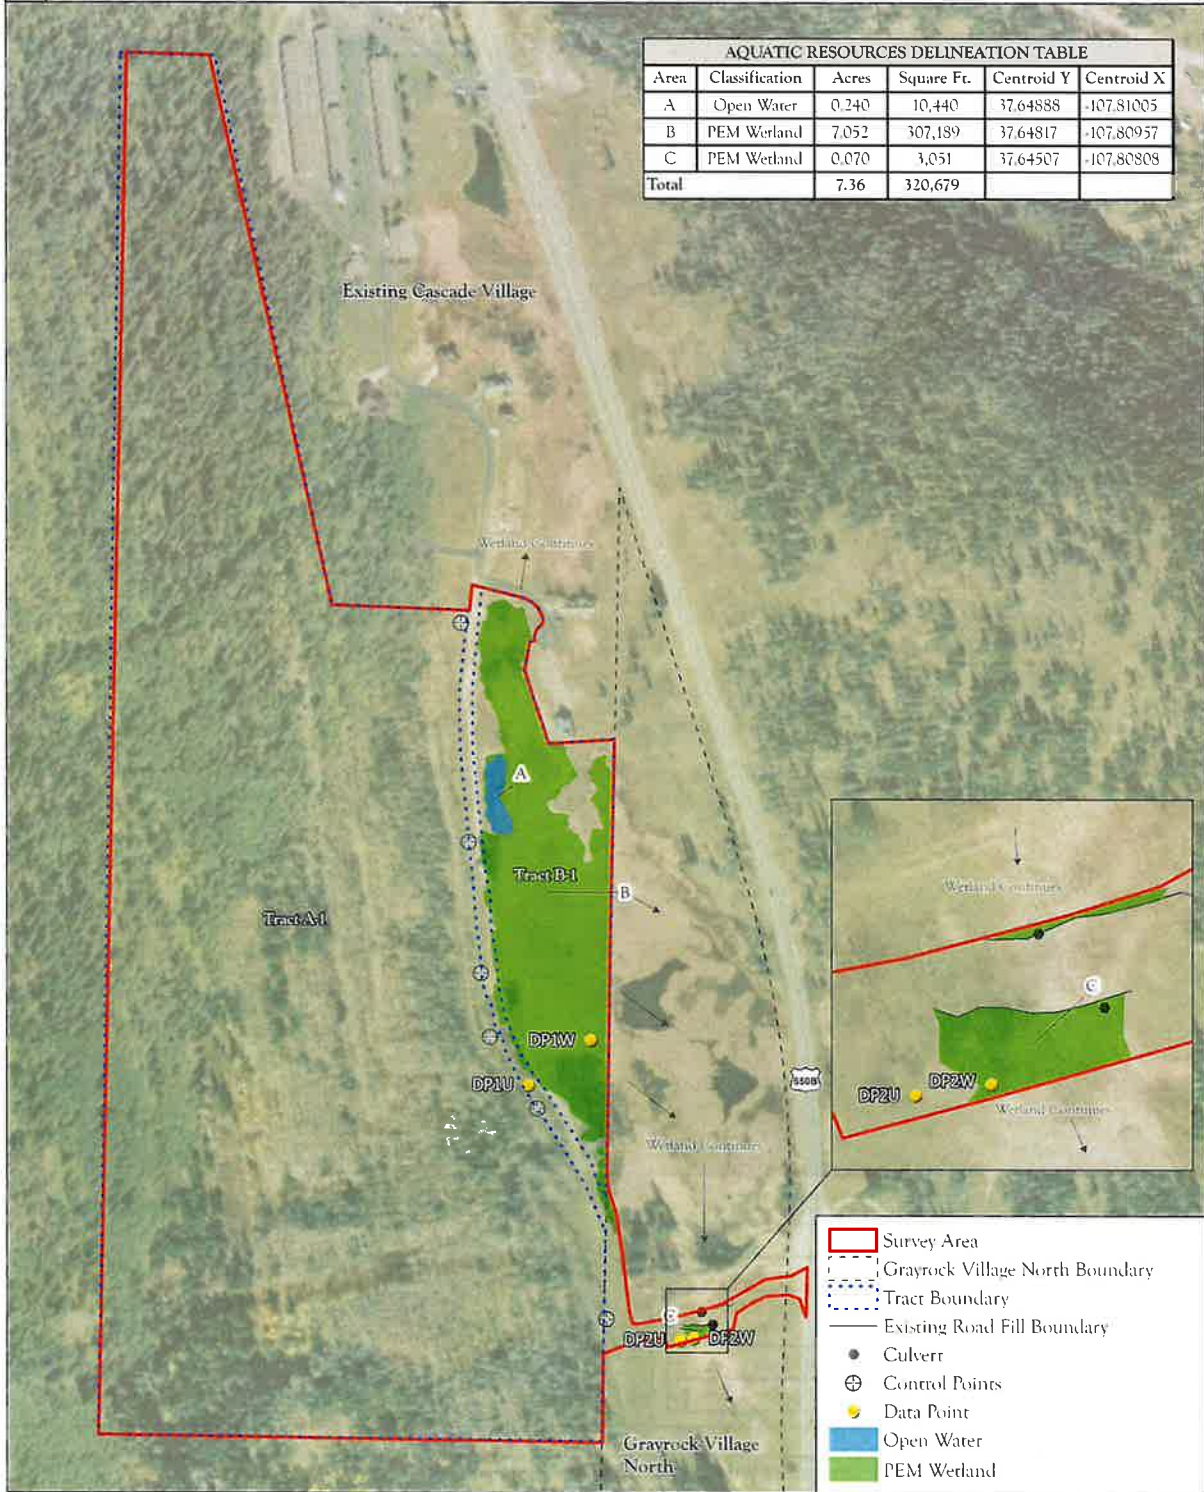 AQUATIC RESOURCES DELINEATION TABLE
Area Classification Acres Square Ft. Centroid Y Centroid X
A Open Water 0.240 10,440 37.64888 -107.81005
B PEM Wetland 7.052 307,189 37.64817 -107.80957
C PEM Wetland 0.070 3,051 37.64507 -107.80808
Total 7.36 320,679
Existing Cascade Village
Wetland Continues
A
Tract B-1
B
Tract A-1
DP1W
DP1U
550B
Wetland Continues
C
DP2U
DP2W
Grayrock Village
North
Wetland Continues
C
DP2U
DP2W
Wetland Continues
Survey Area
Grayrock Village North Boundary
Tract Boundary
Existing Road Fill Boundary
Culvert
Control Points
Data Point
Open Water
PEM Wetland